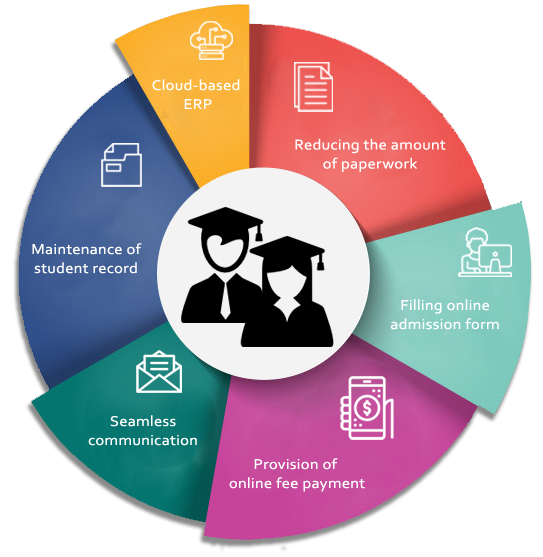 Cloud-based
ERP
Reducing the amount
of paperwork
Filling online
admission form
Provision of
online fee payment
Seamless
communication
Maintenance of
student record